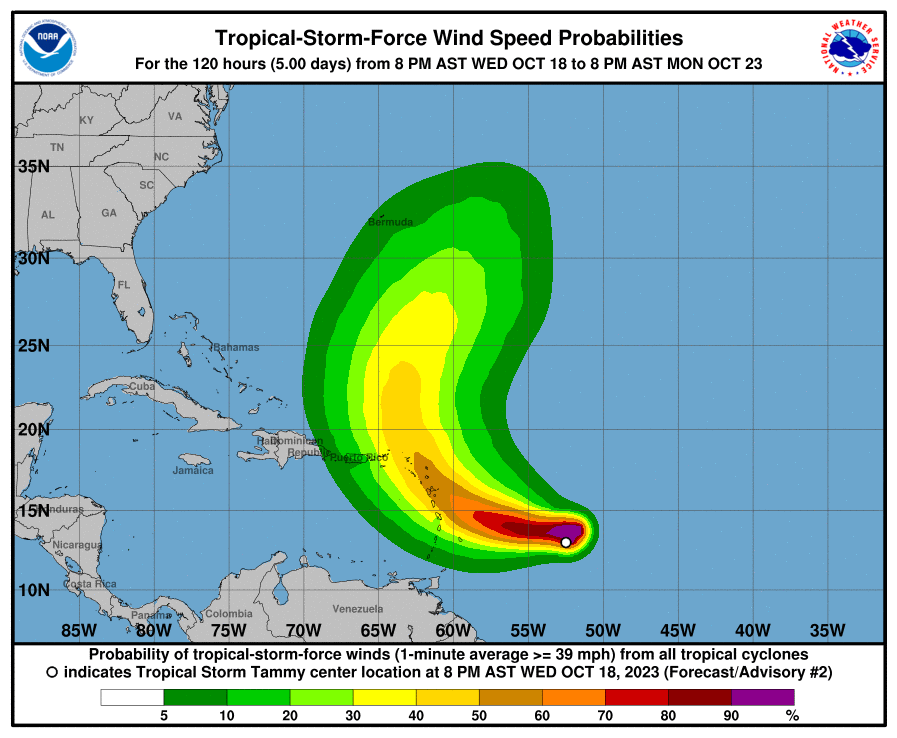 Tropical-Storm-Force Wind Speed Probabilities
For the 120 hours (5.00 days) from 8 PM AST WED OCT 18 to 8 PM AST MON OCT 23
NOAA
NATIONAL WEATHER SERVICE
KY
VA
TN
NC
35N
SC
AL
GA
Bermuda
30N
FL
25N
Bahamas
Cuba
20N
Dominican
Republic
Puerto Rico
Jamaica
15N
Nicaragua
Costa Rica
10N
Panama
Colombia
Venezuela
85W 80W 75W 70W 65W 60W 55W 50W 45W 40W 35W
Probability of tropical-storm-force winds (1-minute average >= 39 mph) from all tropical cyclones
O indicates Tropical Storm Tammy center location at 8 PM AST WED OCT 18, 2023 (Forecast/Advisory #2)
5 10 20 30 40 50 60 70 80 90 %